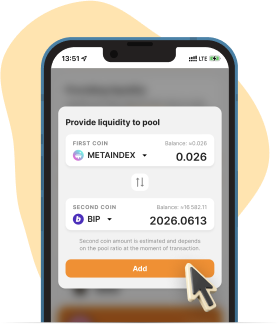 13:51
LTE
Provide liquidity to pool
FIRST COIN
Balance: ≈0.026
METAINDEX
0.026
SECOND COIN
Balance: ≈16 582.11
BIP
2026.0613
Second coin amount is estimated and depends
on the pool ratio at the moment of transaction.
Add